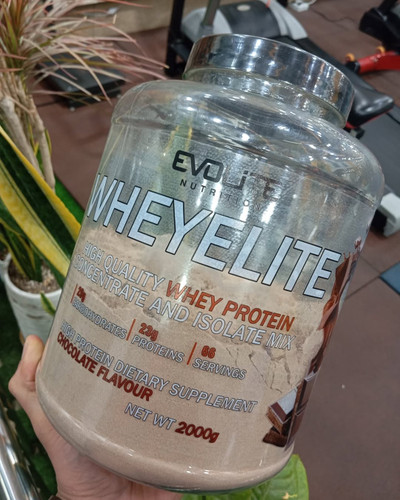 EVOLITE
NUTRITION
WHEYELITE
HIGH QUALITY WHEY PROTEIN
CONCENTRATE AND ISOLATE MIX
CARBOHYDRATES
PROTEINS
66
SERVINGS
HIGH PROTEIN DIETARY SUPPLEMENT
CHOCOLATE FLAVOUR
NET WT 2000g